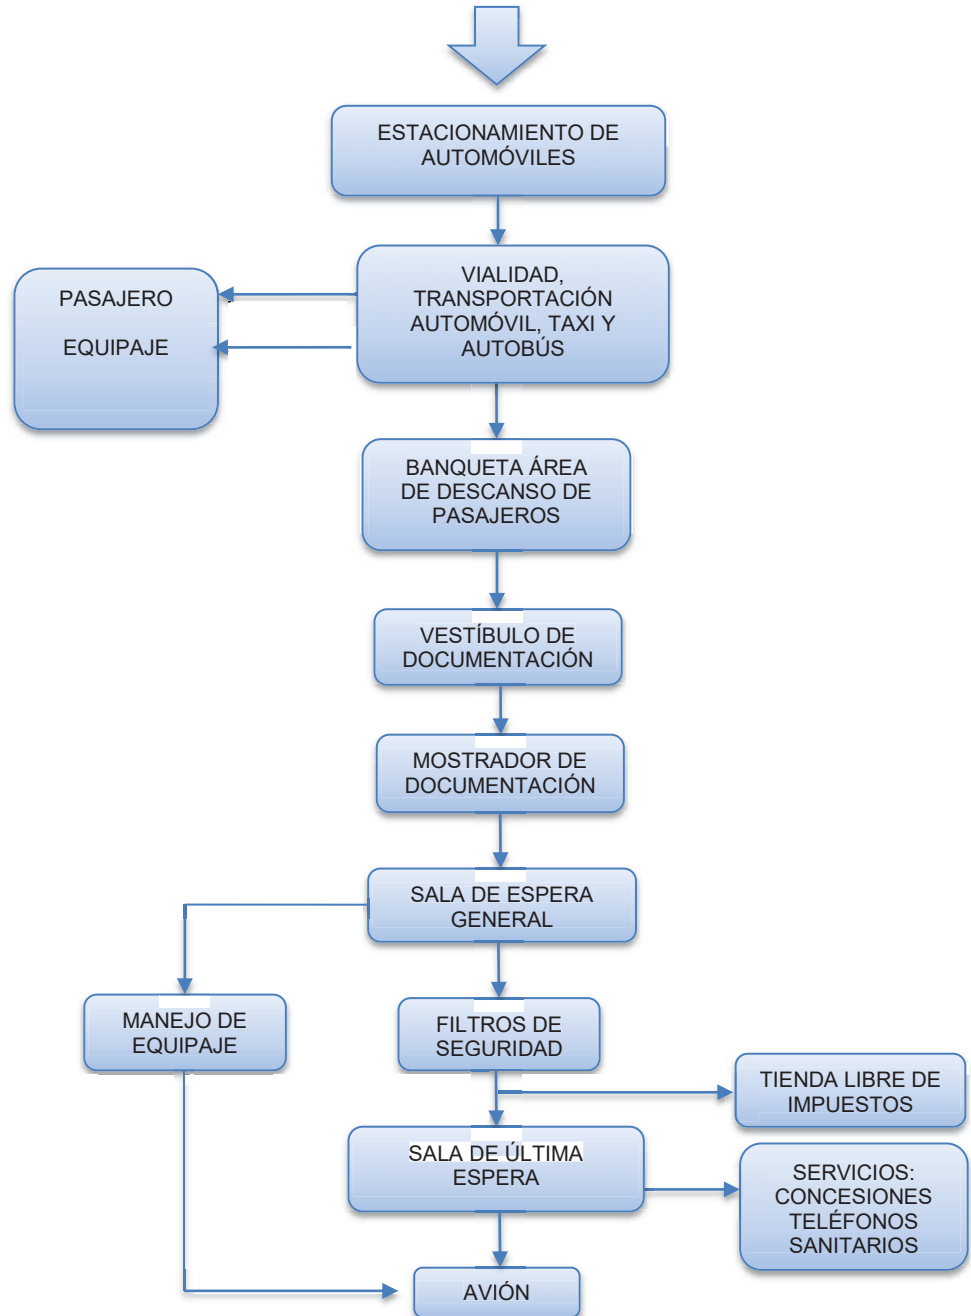 ESTACIONAMIENTO DE
AUTOMÓVILES
VIALIDAD,
TRANSPORTACIÓN
AUTOMÓVIL, TAXI Y
AUTOBÚS
PASAJERO
EQUIPAJE
BANQUETA ÁREA
DE DESCANSO DE
PASAJEROS
VESTÍBULO DE
DOCUMENTACIÓN
MOSTRADOR DE
DOCUMENTACIÓN
SALA DE ESPERA
GENERAL
MANEJO DE
EQUIPAJE
FILTROS DE
SEGURIDAD
TIENDA LIBRE DE
IMPUESTOS
SALA DE ÚLTIMA
ESPERA
SERVICIOS:
CONCESIONES
TELÉFONOS
SANITARIOS
AVIÓN